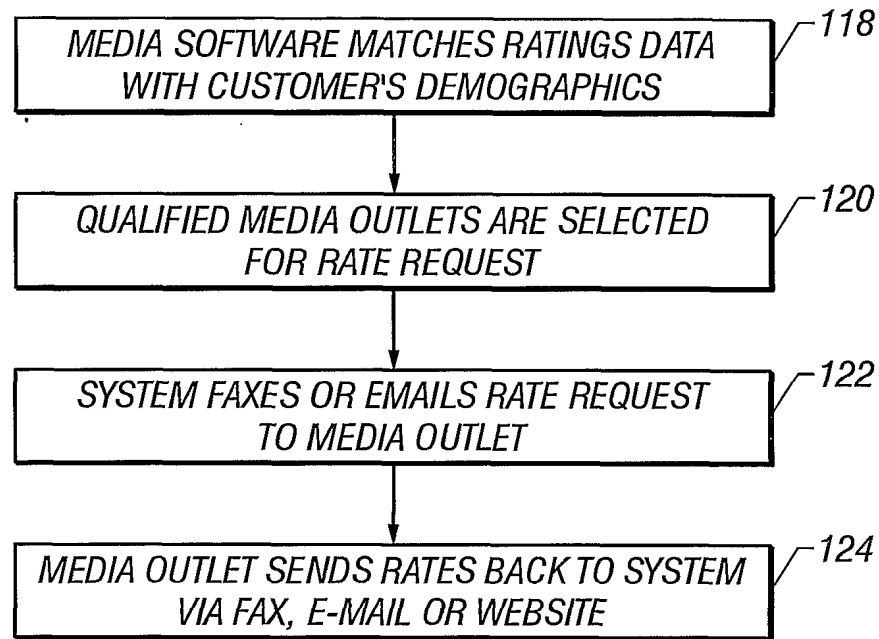 118
MEDIA SOFTWARE MATCHES RATINGS DATA
WITH CUSTOMER'S DEMOGRAPHICS
120
QUALIFIED MEDIA OUTLETS ARE SELECTED
FOR RATE REQUEST
122
SYSTEM FAXES OR EMAILS RATE REQUEST
TO MEDIA OUTLET
124
MEDIA OUTLET SENDS RATES BACK TO SYSTEM
VIA FAX, E-MAIL OR WEBSITE